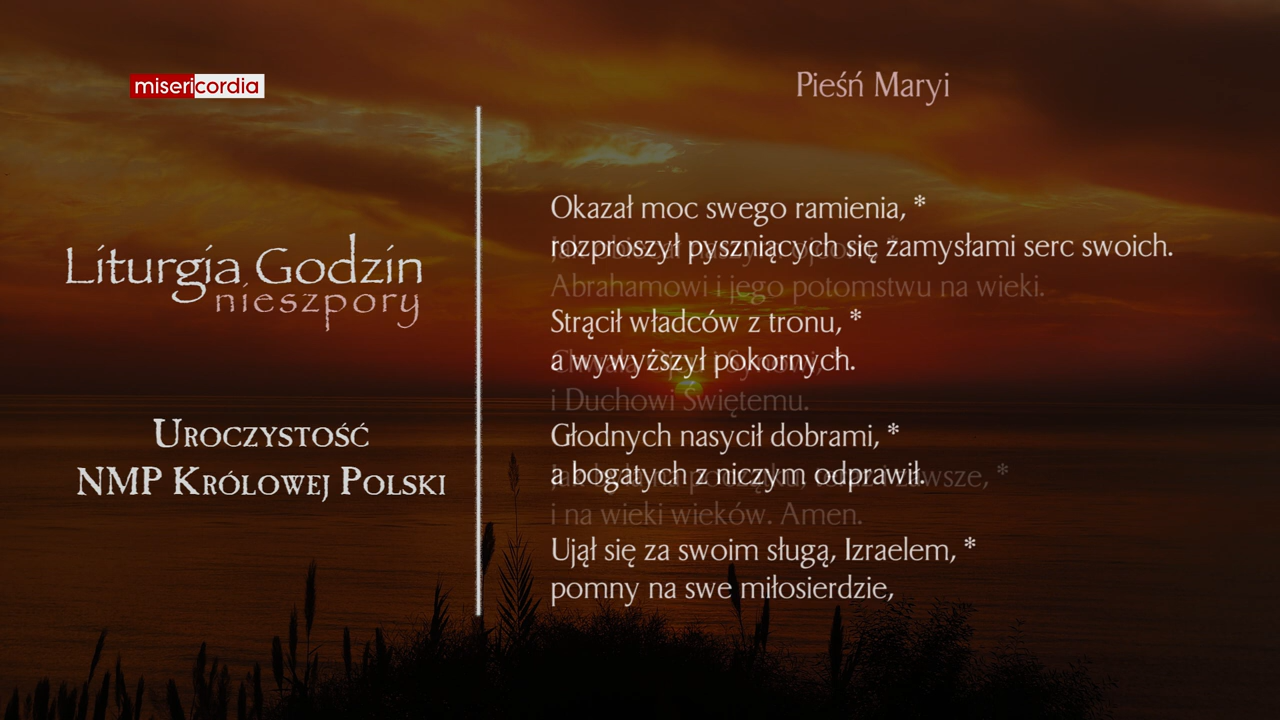 misericordia
Pieśń Maryi
Liturgia Godzin
nieszpory
Uroczystość
NMP Królowej Polski
Okazał moc swego ramienia, *
rozproszył pyszniących się zamysłami serc swoich.
Abrahamowi i jego potomstwu na wieki.
Strącił władców z tronu, *
a wywyższył pokornych.
i Duchowi Świętemu.
Głodnych nasycił dobrami, *
a bogatych z niczym odprawił.
i na wieki wieków. Amen.
Ujął się za swoim sługą, Izraelem, *
pomny na swe miłosierdzie,